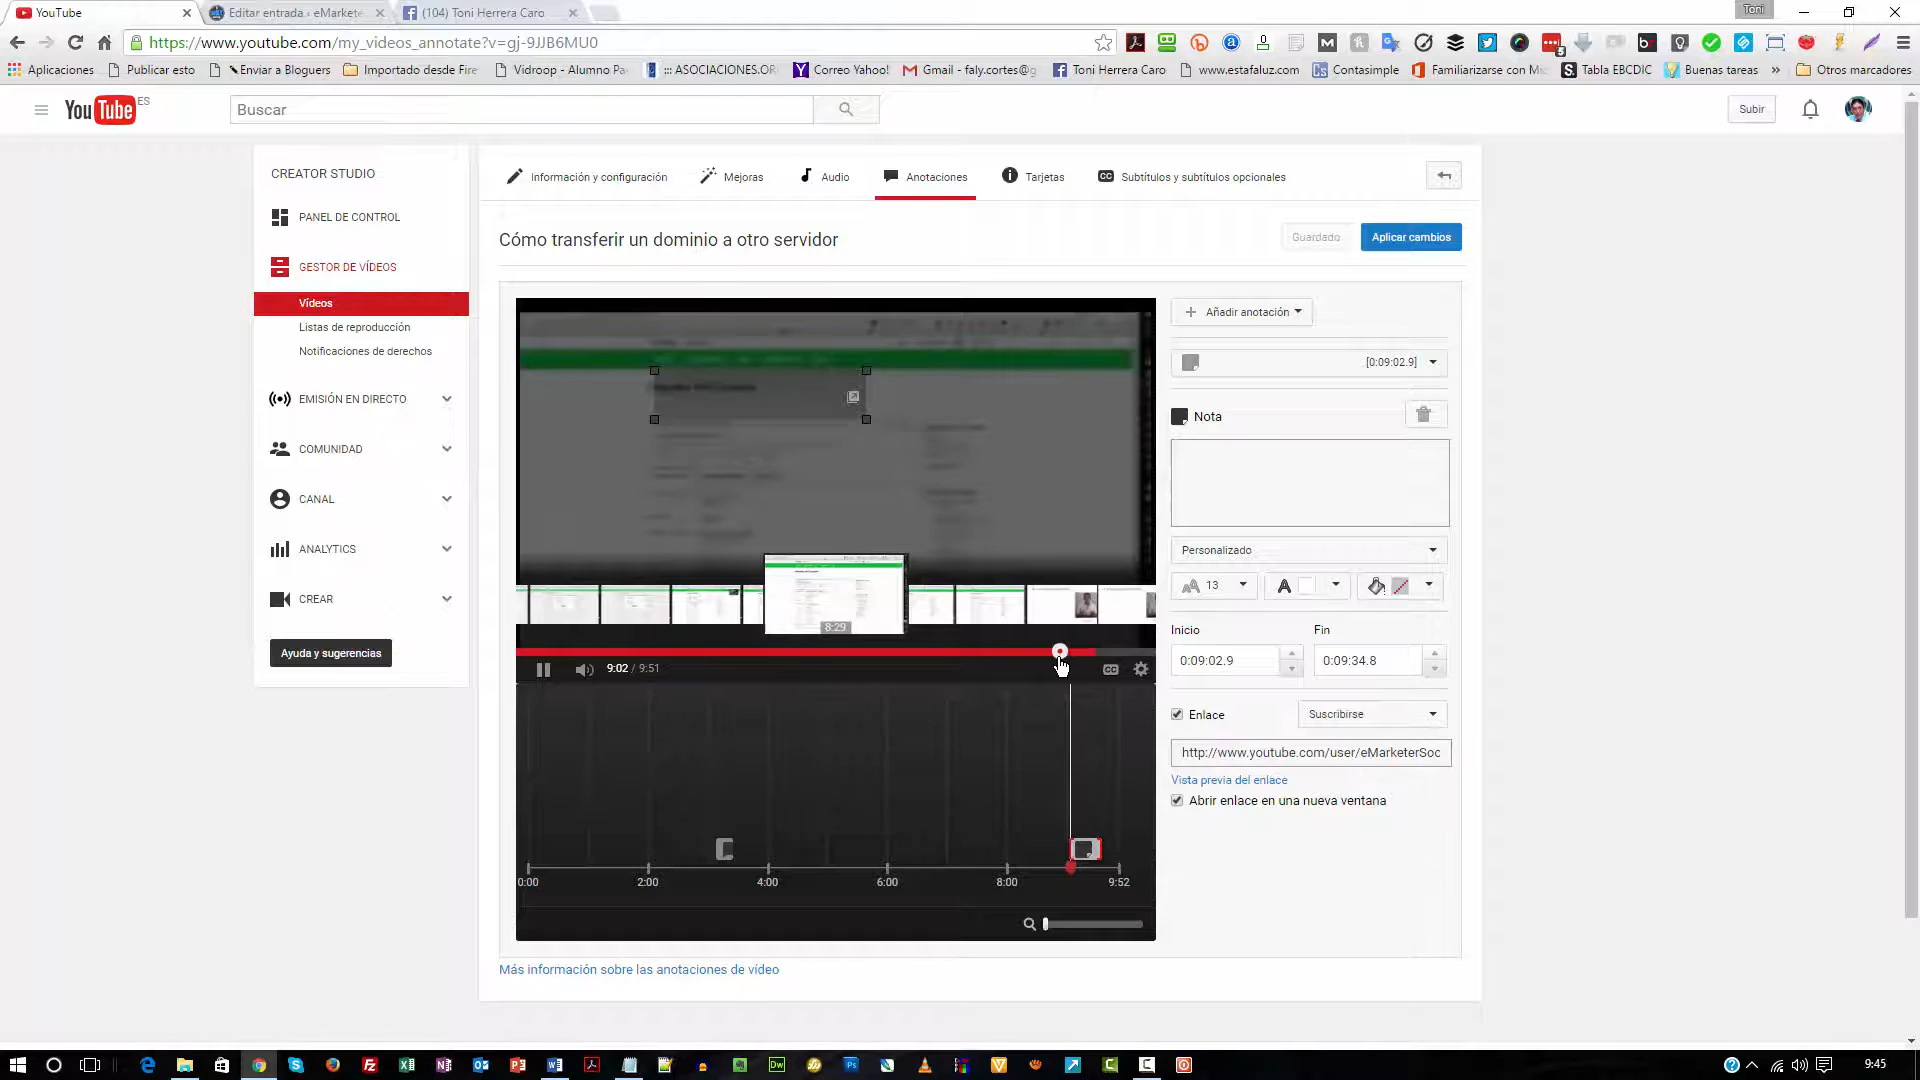 YouTube
Editar entrada ‹ eMarkete
(104) Toni Herrera Caro
Toni
https://www.youtube.com/my_videos_annotate?v=gj-9JJB6MU0
Aplicaciones
Publicar esto
Enviar a Bloguers
Importado desde Fire
Vidroop - Alumno Pa
::: ASOCIACIONES.OR
Correo Yahoo!
Gmail - faly.cortes@g
Toni Herrera Caro
www.estafaluz.com
Contasimple
Familiarizarse con Mi
Tabla EBCDIC
Buenas tareas
»
Otros marcadores
YouTube ES
Buscar
Subir
CREATOR STUDIO
PANEL DE CONTROL
GESTOR DE VÍDEOS
Vídeos
Listas de reproducción
Notificaciones de derechos
EMISIÓN EN DIRECTO
COMUNIDAD
CANAL
ANALYTICS
CREAR
Ayuda y sugerencias
Información y configuración
Mejoras
Audio
Anotaciones
Tarjetas
CC Subtítulos y subtítulos opcionales
Cómo transferir un dominio a otro servidor
Guardado
Aplicar cambios
8:29
9:02 / 9:51
CC
0:00 2:00 4:00 6:00 8:00 9:52
Añadir anotación
[0:09:02.9]
Nota
Personalizado
AA 13
A
Inicio
Fin
0:09:02.9
0:09:34.8
Enlace
Suscribirse
http://www.youtube.com/user/eMarketerSoc
Vista previa del enlace
Abrir enlace en una nueva ventana
Más información sobre las anotaciones de vídeo
9:45